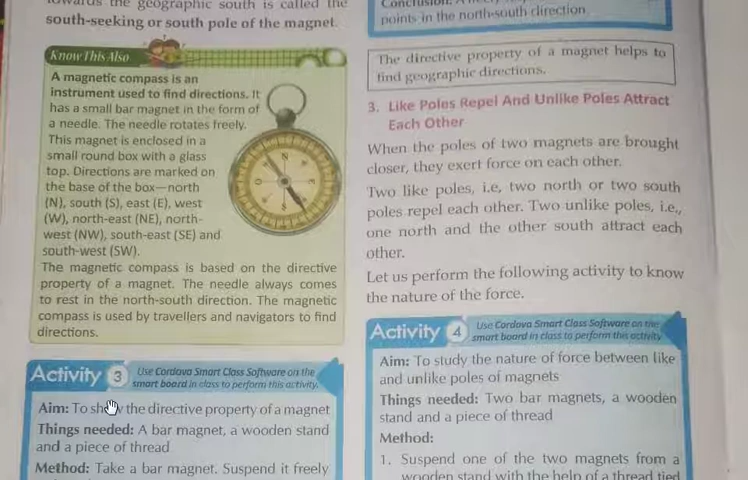 towards the geographic south is called the
south-seeking or south pole of the magnet.
Know This Also
A magnetic compass is an
instrument used to find directions. It
has a small bar magnet in the form of
a needle. The needle rotates freely.
This magnet is enclosed in a
small round box with a glass
top. Directions are marked on
the base of the box—north
(N), south (S), east (E), west
(W), north-east (NE), north-
west (NW), south-east (SE) and
south-west (SW).
The magnetic compass is based on the directive
property of a magnet. The needle always comes
to rest in the north-south direction. The magnetic
compass is used by travellers and navigators to find
directions.
Activity 3 Use Cordova Smart Class Software on the
smart board in class to perform this activity.
Aim: To show the directive property of a magnet
Things needed: A bar magnet, a wooden stand
and a piece of thread
Method: Take a bar magnet. Suspend it freely
Conclusion:
points in the north-south direction
The directive property of a magnet helps to
find geographic directions.
3. Like Poles Repel And Unlike Poles Attract
Each Other
When the poles of two magnets are brought
closer, they exert force on each other.
Two like poles, i.e, two north or two south
poles repel each other. Two unlike poles, i.e.,
one north and the other south attract each
other.
Let us perform the following activity to know
the nature of the force.
Activity 4 Use Cordova Smart Class Software on the
smart board in class to perform this activity
Aim: To study the nature of force between like
and unlike poles of magnets
Things needed: Two bar magnets, a wooden
stand and a piece of thread
Method:
1. Suspend one of the two magnets from a
wooden stand with the help of a thread tied